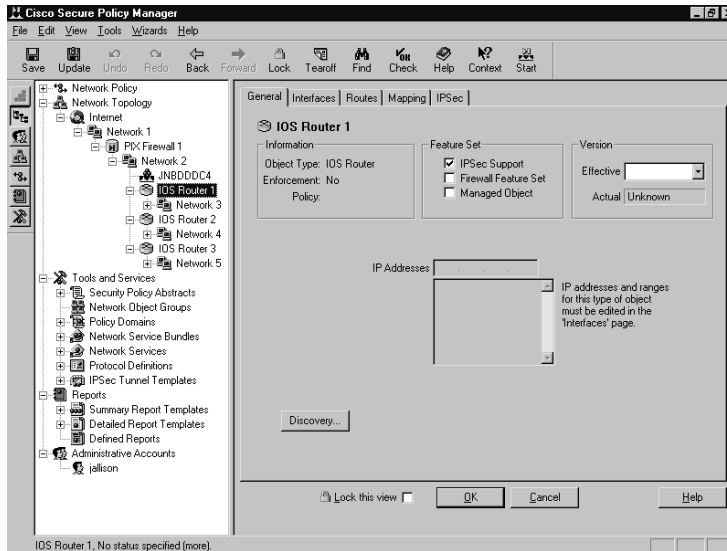 Cisco Secure Policy Manager
File Edit View Tools Wizards Help
Save Update Undo Redo Back Forward Lock Tearoff Find Check Help Context Start
Network Policy
Network Topology
Internet
Network 1
PIX Firewall 1
Network 2
JNBDDDC4
IOS Router 1
Network 3
IOS Router 2
Network 4
IOS Router 3
Network 5
Tools and Services
Security Policy Abstracts
Network Object Groups
Policy Domains
Network Service Bundles
Network Services
Protocol Definitions
IPSec Tunnel Templates
Reports
Summary Report Templates
Detailed Report Templates
Defined Reports
Administrative Accounts
jallison
General Interfaces Routes Mapping IPSec
IOS Router 1
Information
Object Type: IOS Router
Enforcement: No
Policy:
Feature Set
IPSec Support
Firewall Feature Set
Managed Object
Version
Effective
Actual Unknown
IP Addresses . . .
IP addresses and ranges
for this type of object
must be edited in the
'Interfaces' page.
Discovery...
Lock this view
OK Cancel Help
IOS Router 1, No status specified (more).